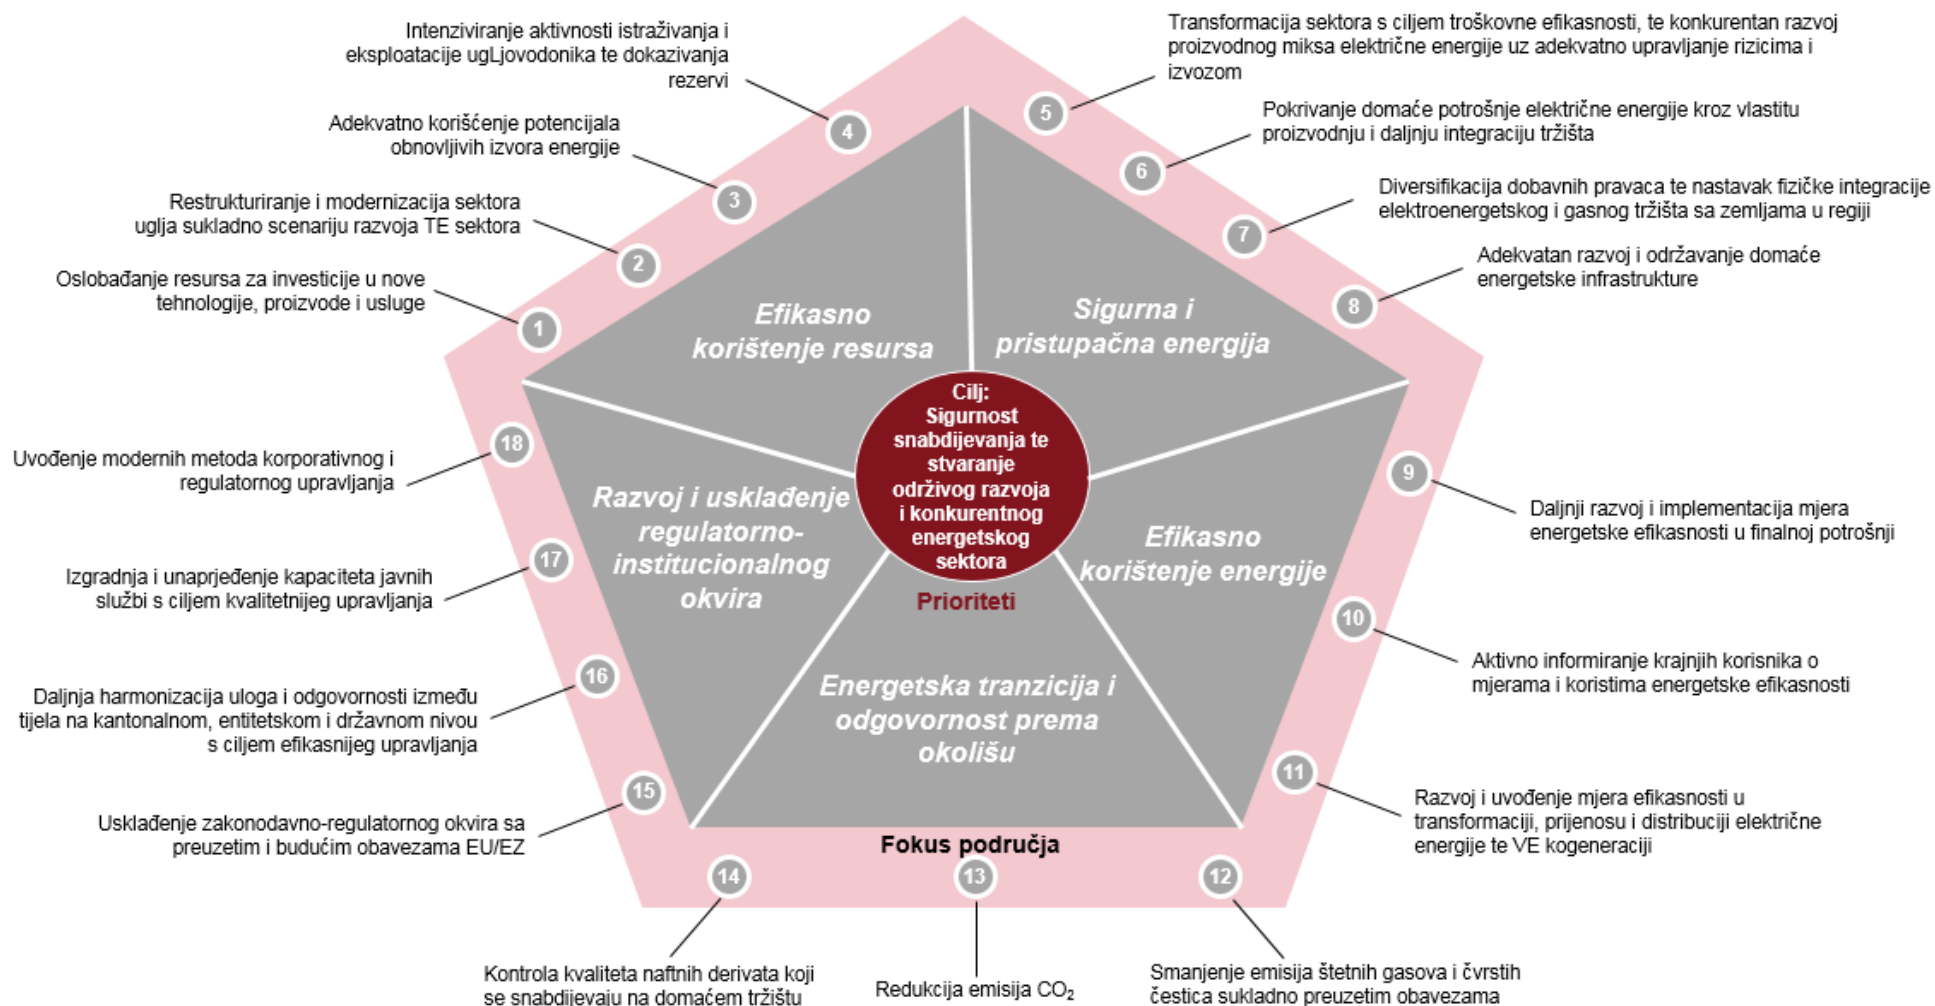 Intenziviranje aktivnosti istraživanja i
eksploatacije ugLjovodonika te dokazivanja
rezervi
4
Adekvatno korišćenje potencijala
obnovljivih izvora energije
3
Restrukturiranje i modernizacija sektora
uglja sukladno scenariju razvoja TE sektora
2
Oslobađanje resursa za investicije u nove
tehnologije, proizvode i usluge
1
Transformacija sektora s ciljem troškovne efikasnosti, te konkurentan razvoj
proizvodnog miksa električne energije uz adekvatno upravljanje rizicima i
izvozom
5
Pokrivanje domaće potrošnje električne energije kroz vlastitu
proizvodnju i daljnju integraciju tržišta
6
Diversifikacija dobavnih pravaca te nastavak fizičke integracije
elektroenergetskog i gasnog tržišta sa zemljama u regiji
7
Adekvatan razvoj i održavanje domaće
energetske infrastrukture
8
Efikasno
korištenje resursa
Sigurna i
pristupačna energija
Cilj:
Sigurnost
snabdijevanja te
stvaranje
održivog razvoja
i konkurentnog
energetskog
sektora
Prioriteti
Razvoj i usklađenje
regulatorno-
institucionalnog
okvira
Efikasno
korištenje energije
Energetska tranzicija i
odgovornost prema
okolišu
Fokus područja
18
Uvođenje modernih metoda korporativnog i
regulatornog upravljanja
17
Izgradnja i unaprjeđenje kapaciteta javnih
službi s ciljem kvalitetnijeg upravljanja
16
Daljnja harmonizacija uloga i odgovornosti između
tijela na kantonalnom, entitetskom i državnom nivou
s ciljem efikasnijeg upravljanja
15
Usklađenje zakonodavno-regulatornog okvira sa
preuzetim i budućim obavezama EU/EZ
9
Daljnji razvoj i implementacija mjera
energetske efikasnosti u finalnoj potrošnji
10
Aktivno informiranje krajnjih korisnika o
mjerama i koristima energetske efikasnosti
11
Razvoj i uvođenje mjera efikasnosti u
transformaciji, prijenosu i distribuciji električne
energije te VE kogeneraciji
14
Kontrola kvaliteta naftnih derivata koji
se snabdijevaju na domaćem tržištu
13
Redukcija emisija CO₂
12
Smanjenje emisija štetnih gasova i čvrstih
čestica sukladno preuzetim obavezama